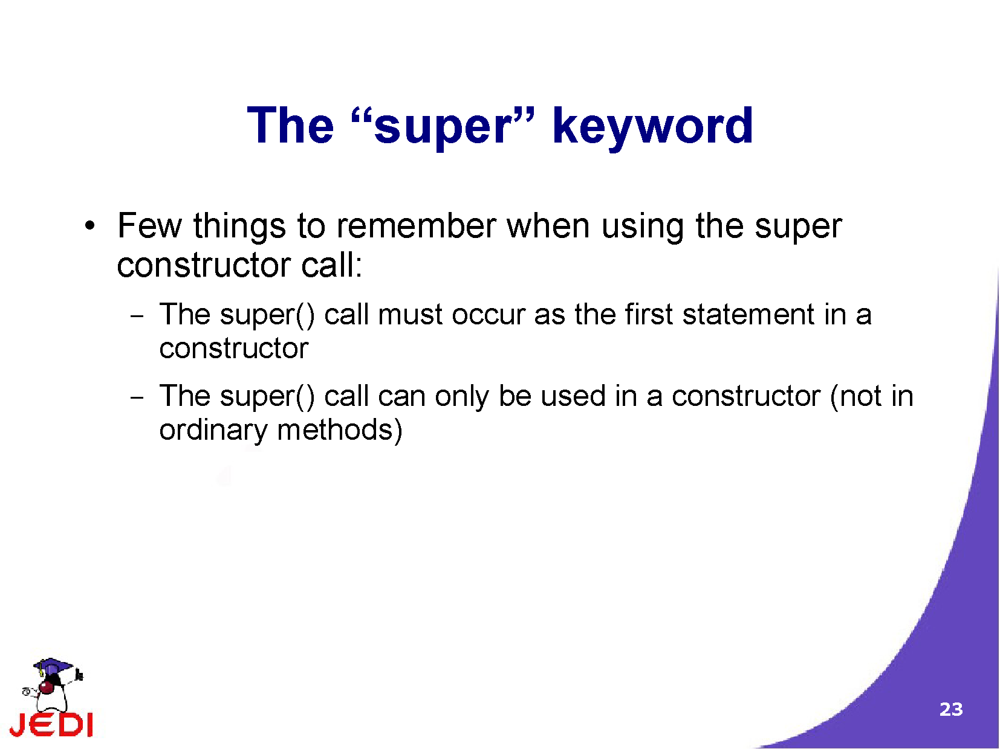 The “super” keyword
• Few things to remember when using the super
constructor call:
– The super() call must occur as the first statement in a
constructor
– The super() call can only be used in a constructor (not in
ordinary methods)
JEDI
23